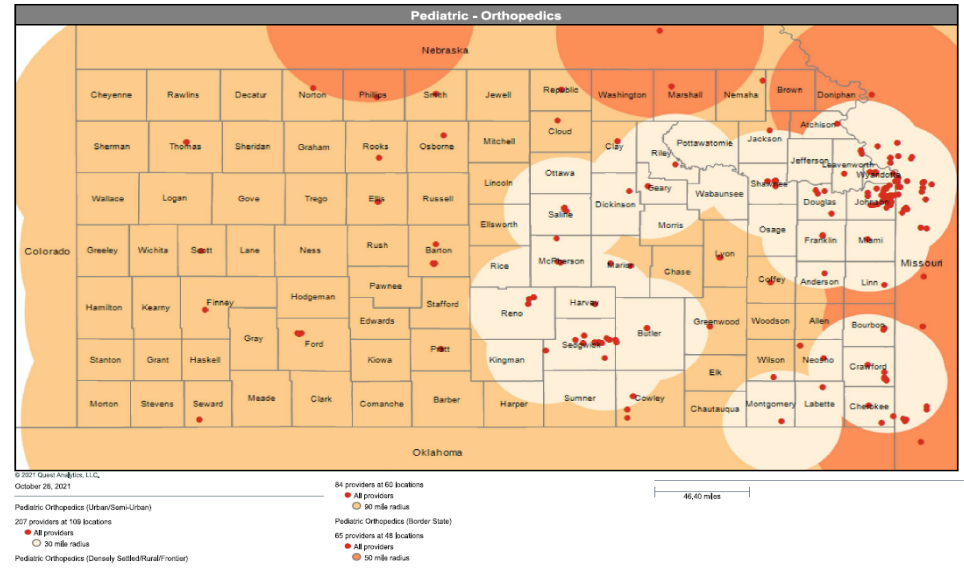 Pediatric - Orthopedics
Nebraska
Cheyenne Rawlins Decatur Norton Phillips Smith Jewell Republic Washington Marshall Nemaha Brown Doniphan
Atchison
Sherman Thomas Sheridan Graham Rooks Osborne Mitchell Cloud Clay Riley Pottawatomie Jackson Jefferson Leavenworth
Ottawa Wyandotte
Lincoln Geary Wabaunsee Shawnee
Wallace Logan Gove Trego Ellis Russell Saline Dickinson Douglas Johnson
Ellsworth Morris Osage
Colorado Greeley Wichita Scott Lane Ness Rush Barton Rice McPherson Marion Chase Lyon Franklin Miami Missouri
Pawnee Coffey Anderson Linn
Hamilton Kearny Finney Hodgeman Stafford Reno Harvey
Edwards Butler Greenwood Woodson Allen Bourbon
Gray Ford Sedgwick
Stanton Grant Haskell Kiowa Pratt Kingman Elk Wilson Neosho Crawford
Morton Stevens Seward Meade Clark Comanche Barber Harper Sumner Cowley Chautauqua Montgomery Labette Cherokee
Oklahoma
© 2021 Quest Analytics, LLC.
October 26, 2021
Pediatric Orthopedics (Urban/Semi-Urban)
207 providers at 109 locations
All providers
30 mile radius
Pediatric Orthopedics (Densely Settled/Rural/Frontier)
84 providers at 60 locations
All providers
90 mile radius
Pediatric Orthopedics (Border State)
65 providers at 48 locations
All providers
50 mile radius
46.40 miles